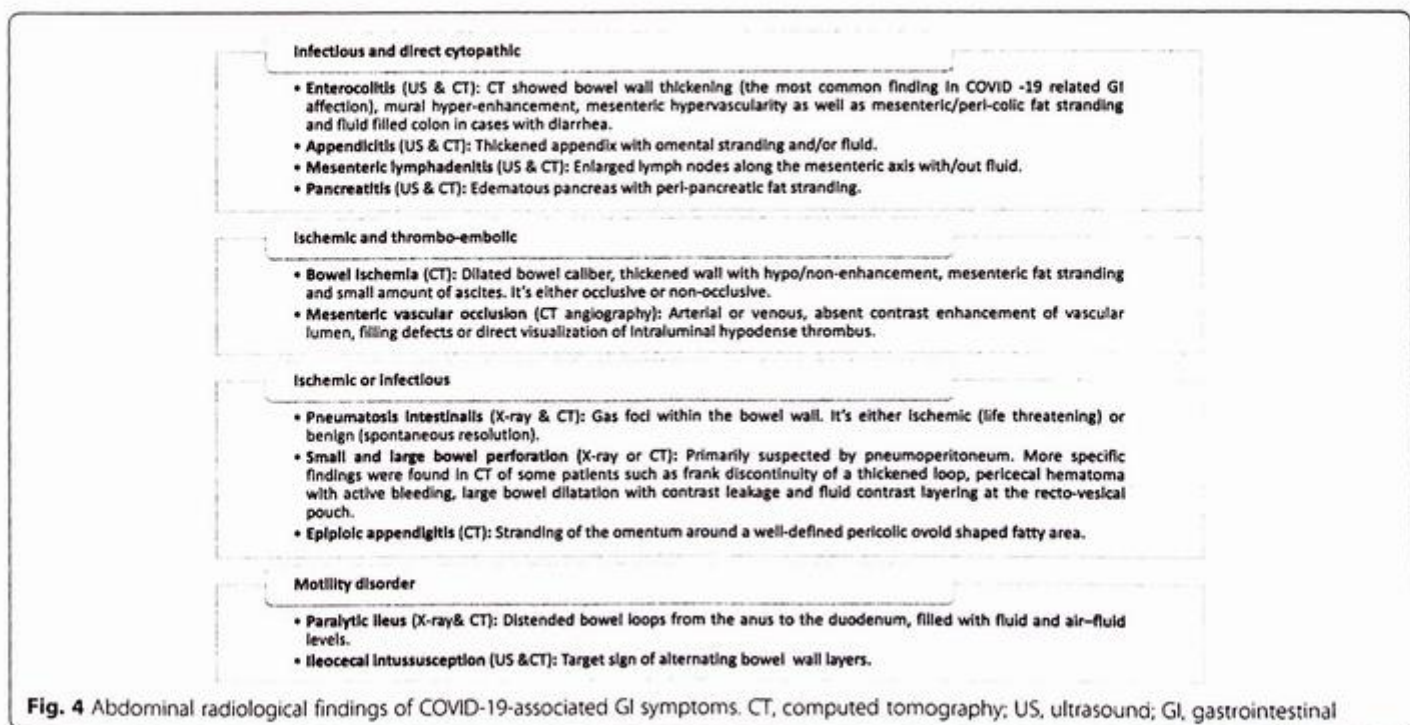 Infectious and direct cytopathic
• Enterocolitis (US & CT): CT showed bowel wall thickening (the most common finding in COVID -19 related GI
affection), mural hyper-enhancement, mesenteric hypervascularity as well as mesenteric/peri-colic fat stranding
and fluid filled colon in cases with diarrhea.
• Appendicitis (US & CT): Thickened appendix with omental stranding and/or fluid.
• Mesenteric lymphadenitis (US & CT): Enlarged lymph nodes along the mesenteric axis with/out fluid.
• Pancreatitis (US & CT): Edematous pancreas with peri-pancreatic fat stranding.
Ischemic and thrombo-embolic
• Bowel ischemia (CT): Dilated bowel caliber, thickened wall with hypo/non-enhancement, mesenteric fat stranding
and small amount of ascites. It's either occlusive or non-occlusive.
• Mesenteric vascular occlusion (CT angiography): Arterial or venous, absent contrast enhancement of vascular
lumen, filling defects or direct visualization of intraluminal hypodense thrombus.
Ischemic or infectious
• Pneumatosis intestinalis (X-ray & CT): Gas foci within the bowel wall. It's either ischemic (life threatening) or
benign (spontaneous resolution).
• Small and large bowel perforation (X-ray or CT): Primarily suspected by pneumoperitoneum. More specific
findings were found in CT of some patients such as frank discontinuity of a thickened loop, pericecal hematoma
with active bleeding, large bowel dilatation with contrast leakage and fluid contrast layering at the recto-vesical
pouch.
• Epiploic appendigitis (CT): Stranding of the omentum around a well-defined pericolic ovoid shaped fatty area.
Motility disorder
• Paralytic ileus (X-ray& CT): Distended bowel loops from the anus to the duodenum, filled with fluid and air–fluid
levels.
• Ileocecal intussusception (US &CT): Target sign of alternating bowel wall layers.
Fig. 4 Abdominal radiological findings of COVID-19-associated GI symptoms. CT, computed tomography; US, ultrasound; GI, gastrointestinal